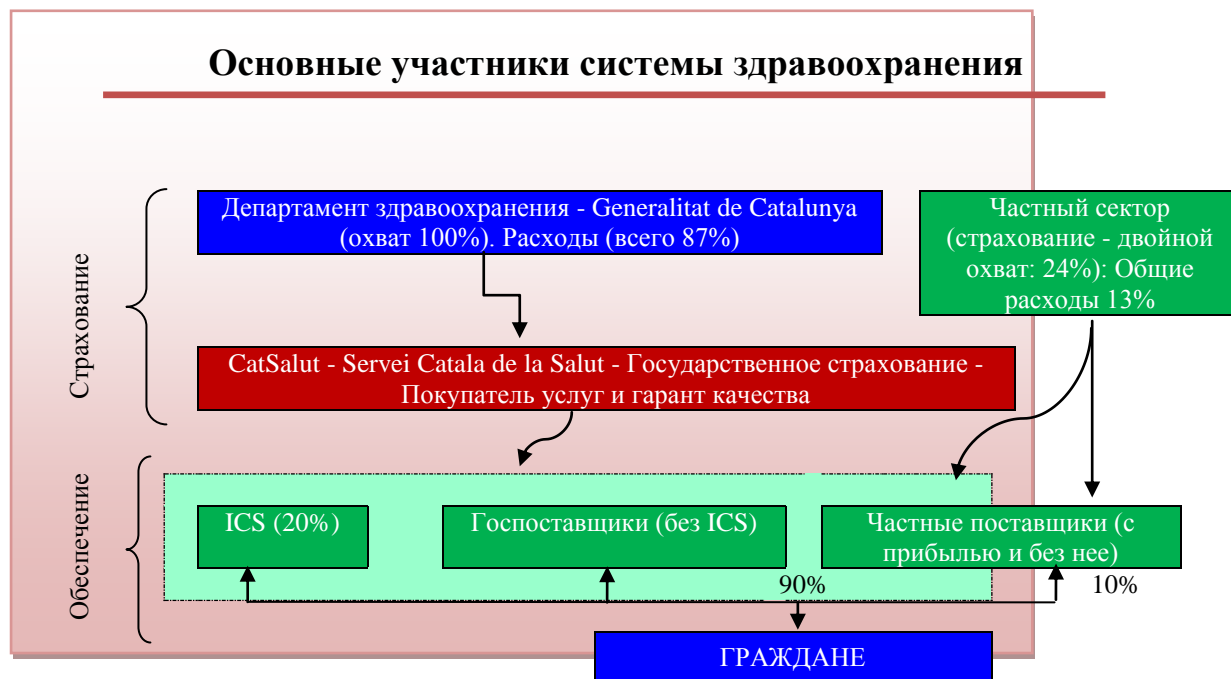 Основные участники системы здравоохранения
Страхование
Департамент здравоохранения - Generalitat de Catalunya
(охват 100%). Расходы (всего 87%)
Частный сектор
(страхование - двойной
охват: 24%): Общие
расходы 13%
CatSalut - Servei Catala de la Salut - Государственное страхование -
Покупатель услуг и гарант качества
Обеспечение
ICS (20%)
Госпоставщики (без ICS)
Частные поставщики (с
прибылью и без нее)
90%
10%
ГРАЖДАНЕ